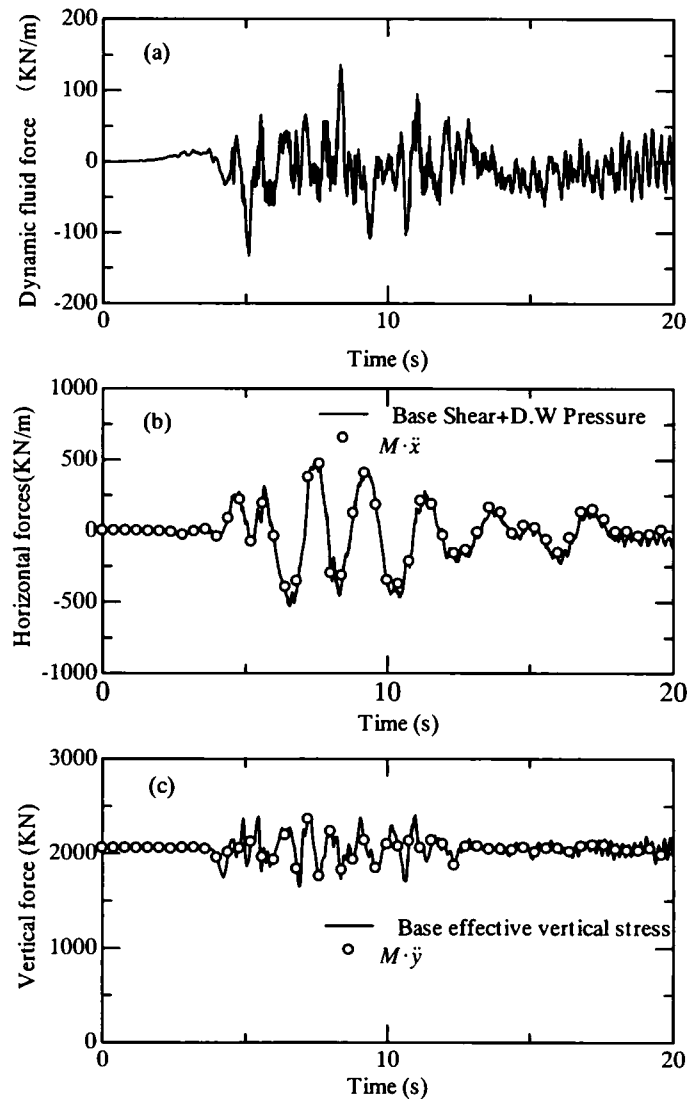 (a)
Dynamic fluid force (KN/m)
200
100
0
-100
-200
0
10
20
Time (s)
(b)
Base Shear+D.W Pressure
M·ẍ
Horizontal forces(KN/m)
1000
500
0
-500
-1000
0
10
20
Time (s)
(c)
Vertical force (KN)
3000
2000
1000
0
Base effective vertical stress
M·ÿ
0
10
20
Time (s)